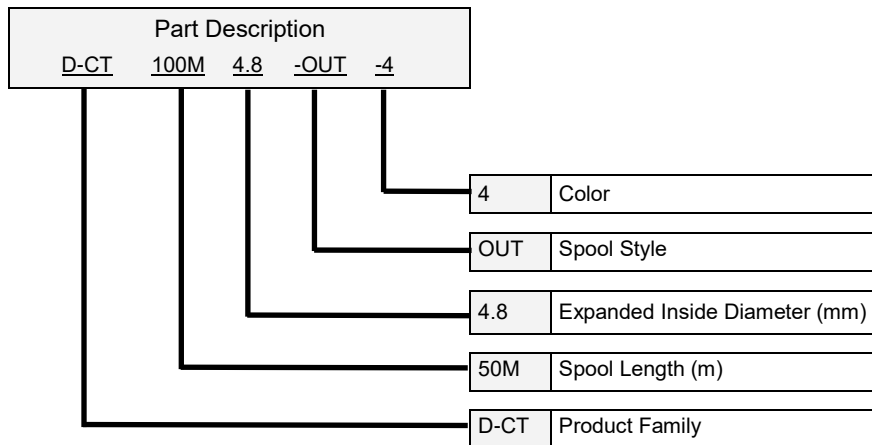 Part Description
D-CT 100M 4.8 -OUT -4
4 Color
OUT Spool Style
4.8 Expanded Inside Diameter (mm)
50M Spool Length (m)
D-CT Product Family